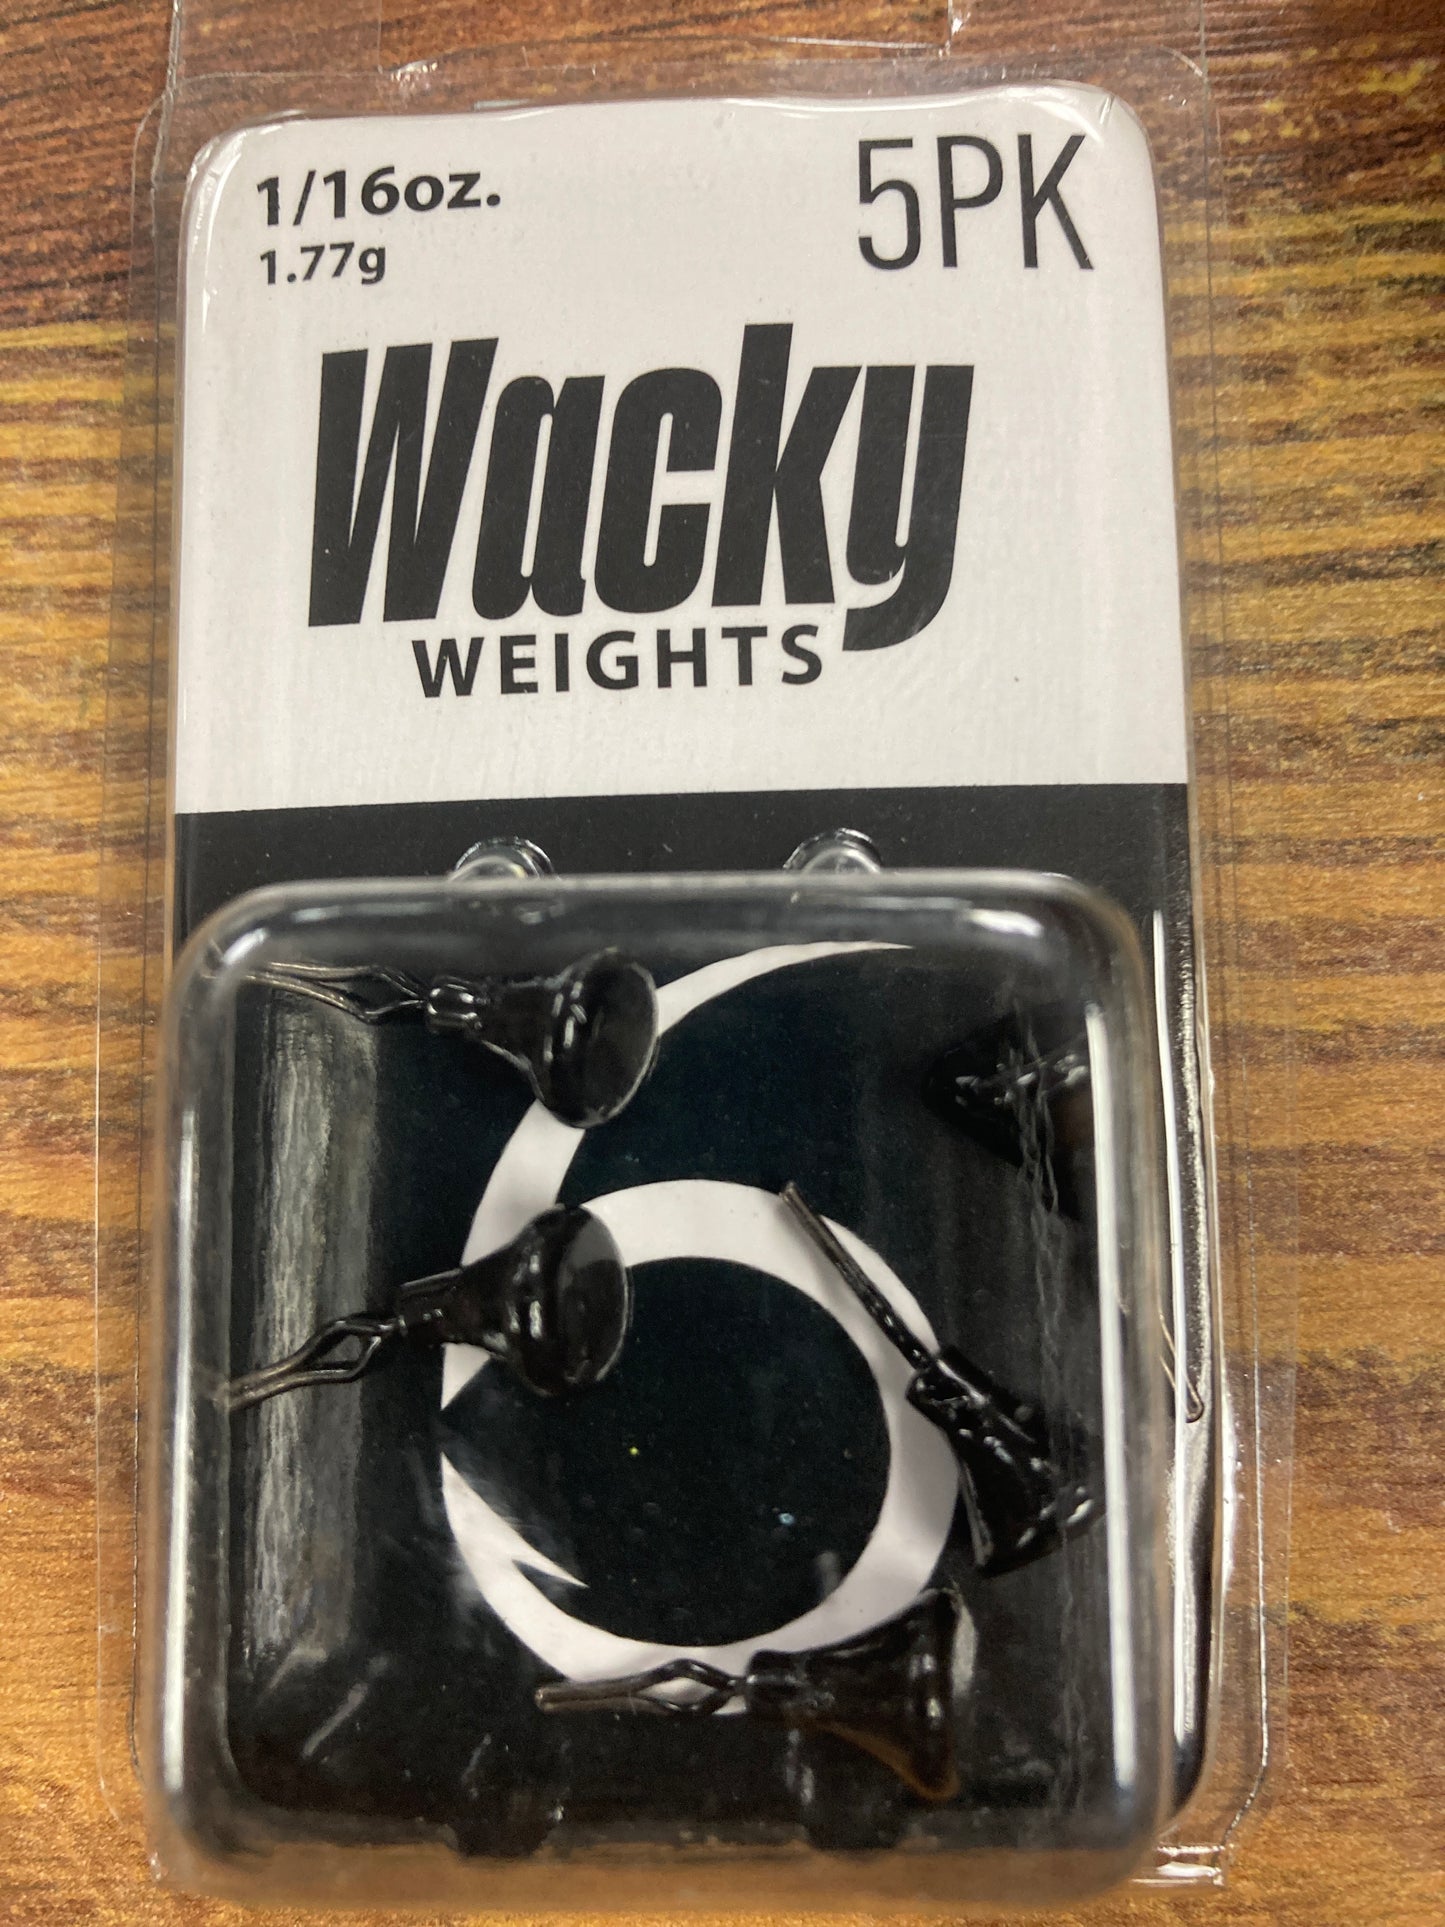 1/16oz.
5PK
1.77g
Wacky
WEIGHTS